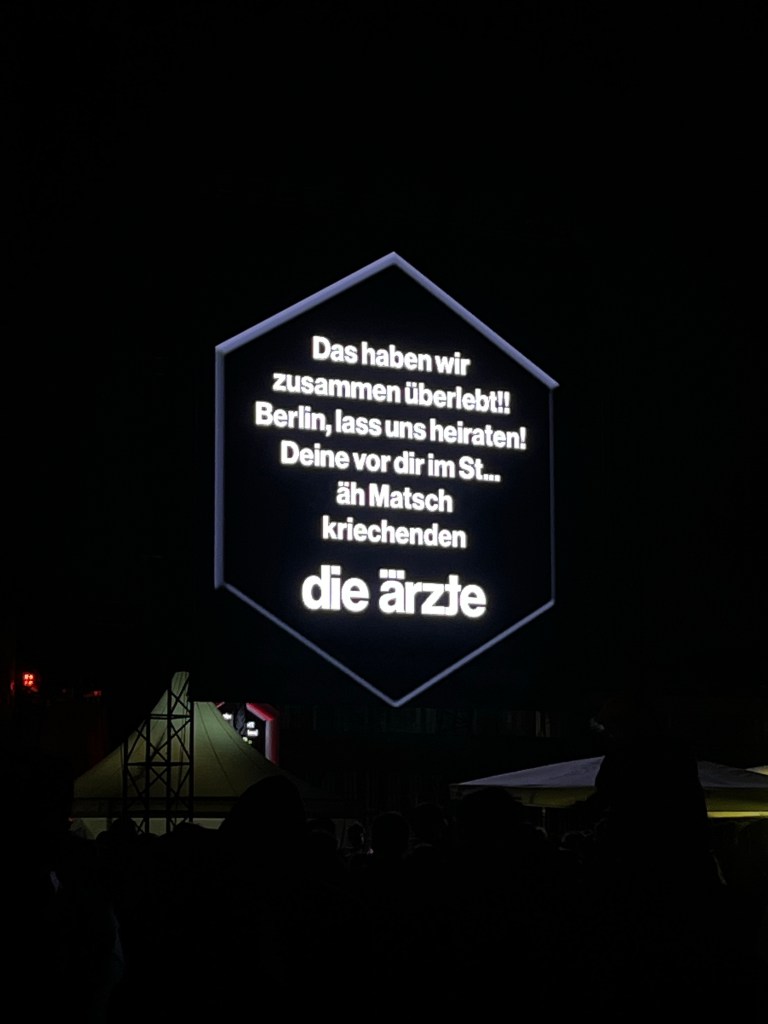 Das haben wir
zusammen überlebt!!
Berlin, lass uns heiraten!
Deine vor dir im St...
äh Matsch
kriechenden
die ärzte